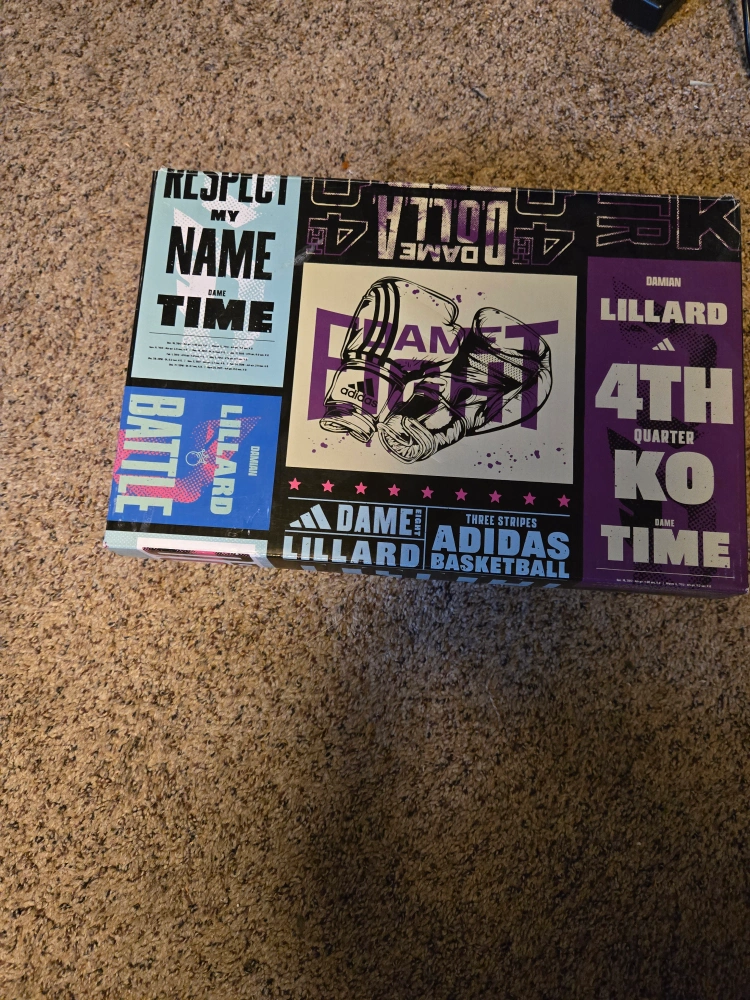 RESPECT
MY
NAME
DAME
TIME
DAMIAN
LILLARD
BATTLE
DAME
D.O.L.L.A
DAME
EIGHT
adidas
DAME EIGHT
LILLARD
THREE STRIPES
ADIDAS
BASKETBALL
DAMIAN
LILLARD
4TH
QUARTER
KO
DAME
TIME